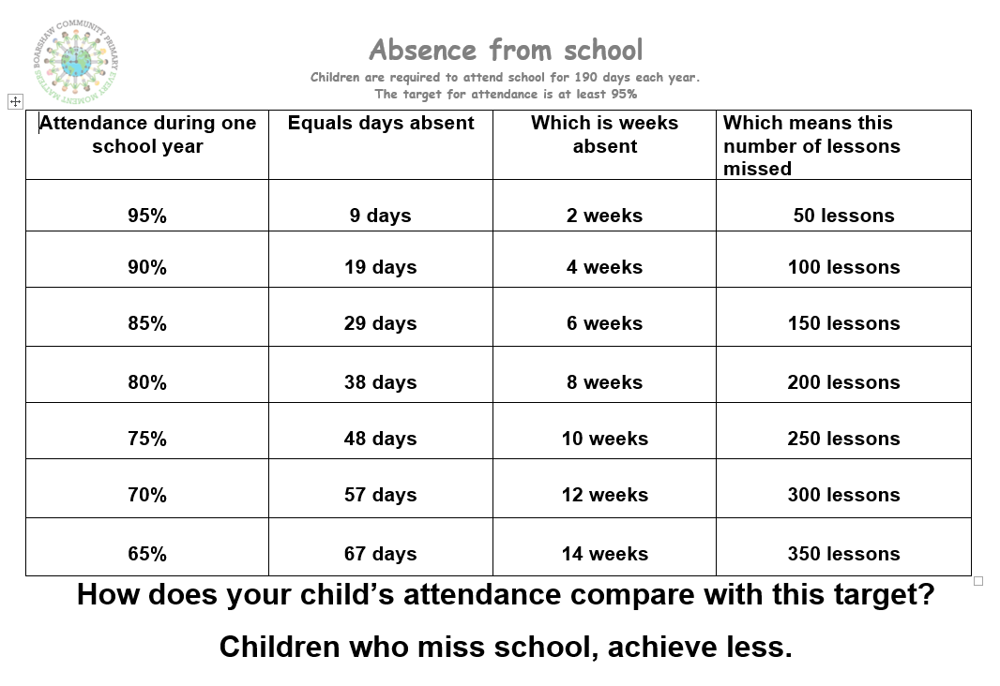 BOARSHAW COMMUNITY PRIMARY
EVERY MOMENT MATTERS
Absence from school
Children are required to attend school for 190 days each year.
The target for attendance is at least 95%
Attendance during one
school year
Equals days absent
Which is weeks
absent
Which means this
number of lessons
missed
95% 9 days 2 weeks 50 lessons
90% 19 days 4 weeks 100 lessons
85% 29 days 6 weeks 150 lessons
80% 38 days 8 weeks 200 lessons
75% 48 days 10 weeks 250 lessons
70% 57 days 12 weeks 300 lessons
65% 67 days 14 weeks 350 lessons
How does your child’s attendance compare with this target?
Children who miss school, achieve less.